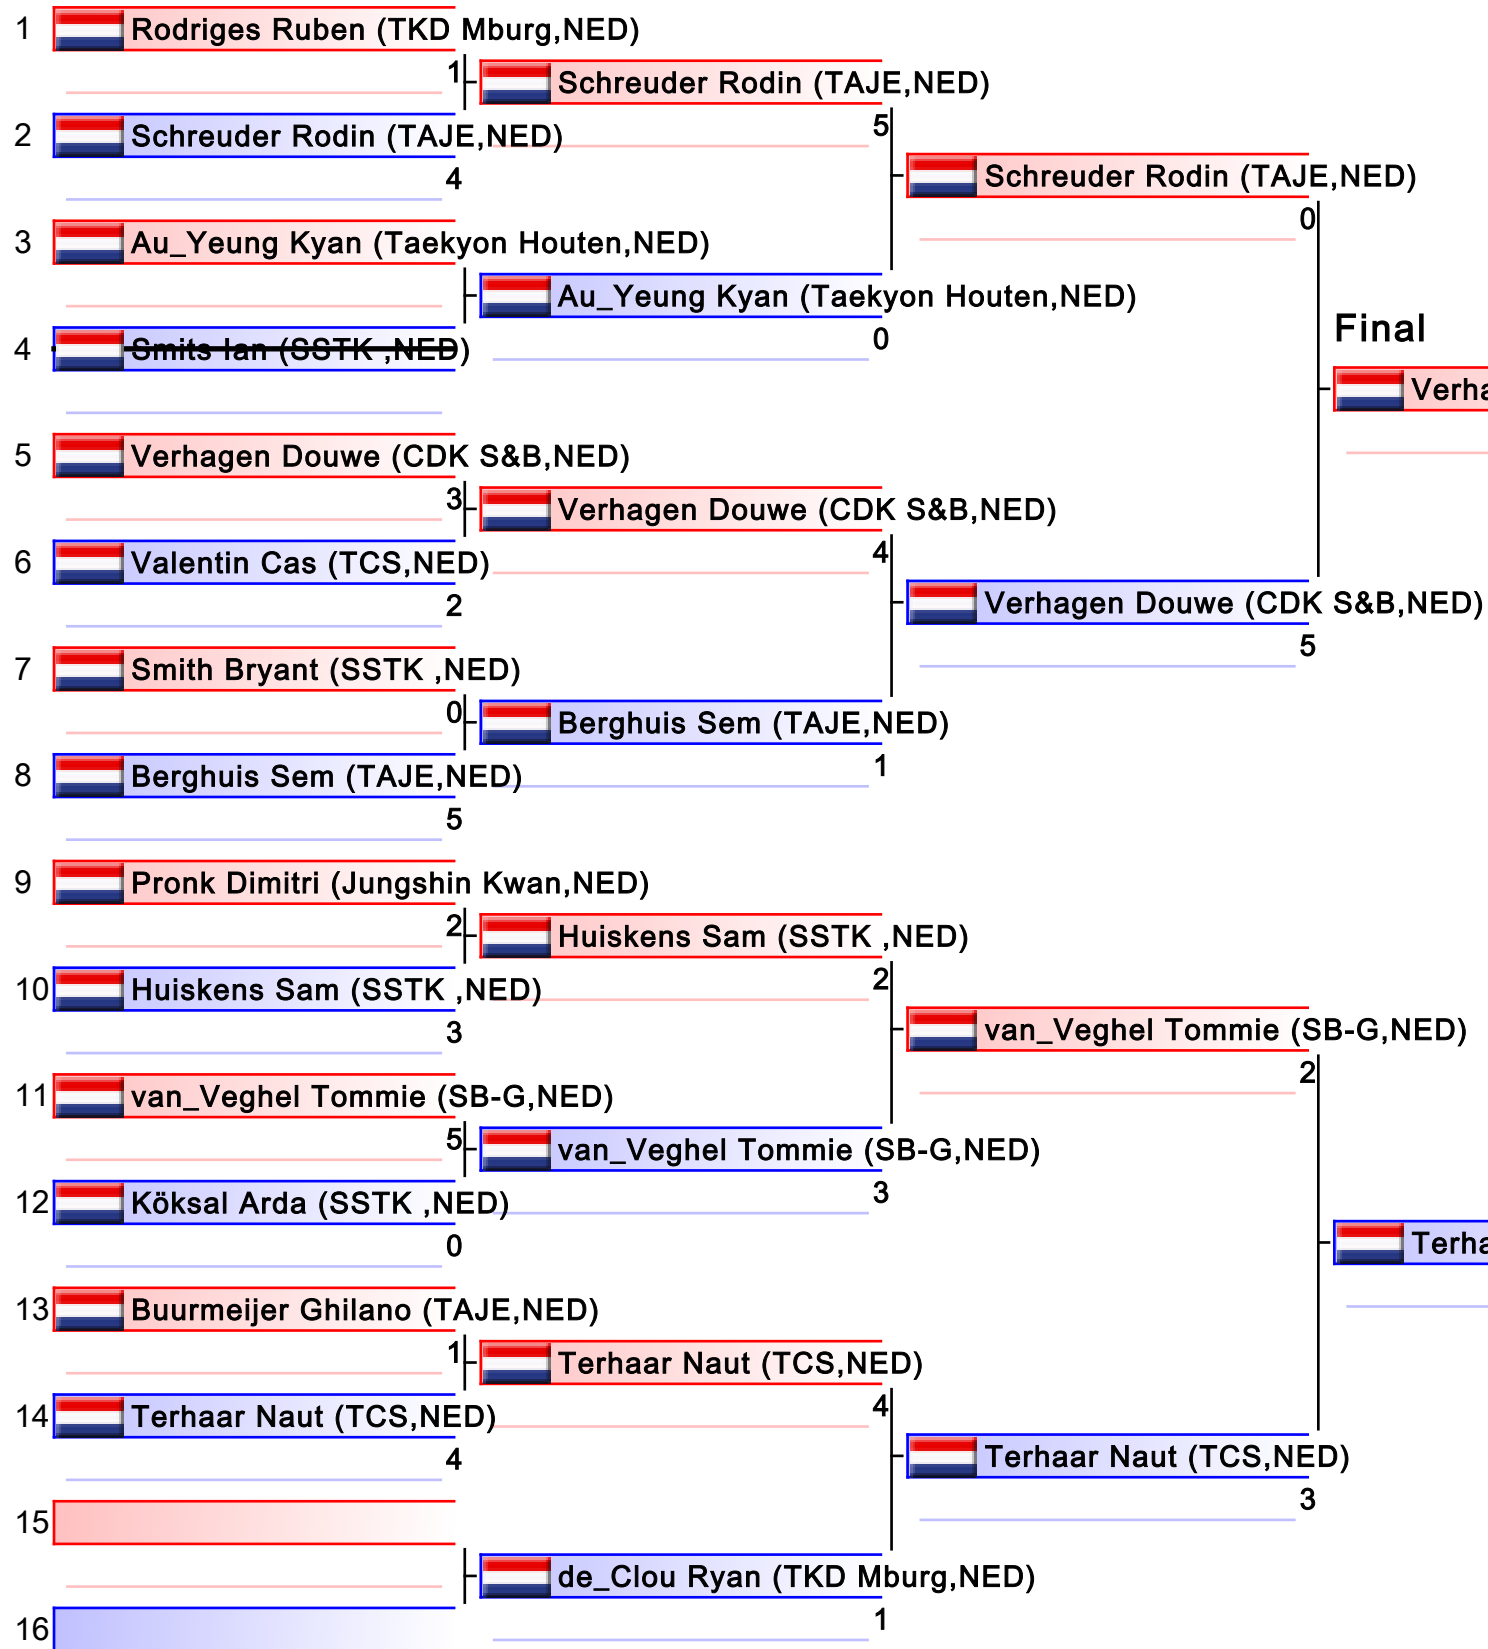 1 Rodriges Ruben (TKD Mburg,NED)
1
Schreuder Rodin (TAJE,NED)
5
2 Schreuder Rodin (TAJE,NED)
4
Schreuder Rodin (TAJE,NED)
0
3 Au_Yeung Kyan (Taekyon Houten,NED)
Au_Yeung Kyan (Taekyon Houten,NED)
0
4 Smits Ian (SSTK ,NED)
Final
Verha
5 Verhagen Douwe (CDK S&B,NED)
3
Verhagen Douwe (CDK S&B,NED)
4
6 Valentin Cas (TCS,NED)
2
Verhagen Douwe (CDK S&B,NED)
5
7 Smith Bryant (SSTK ,NED)
0
Berghuis Sem (TAJE,NED)
1
8 Berghuis Sem (TAJE,NED)
5
9 Pronk Dimitri (Jungshin Kwan,NED)
2
Huiskens Sam (SSTK ,NED)
2
10 Huiskens Sam (SSTK ,NED)
3
van_Veghel Tommie (SB-G,NED)
2
11 van_Veghel Tommie (SB-G,NED)
5
van_Veghel Tommie (SB-G,NED)
3
12 Köksal Arda (SSTK ,NED)
0
Terha
13 Buurmeijer Ghilano (TAJE,NED)
1
Terhaar Naut (TCS,NED)
4
14 Terhaar Naut (TCS,NED)
4
Terhaar Naut (TCS,NED)
3
15
de_Clou Ryan (TKD Mburg,NED)
1
16